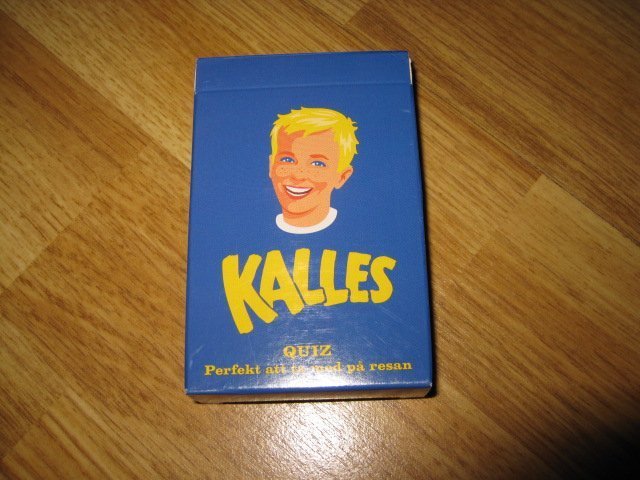 KALLES
QUIZ
Perfekt att ta med på resan